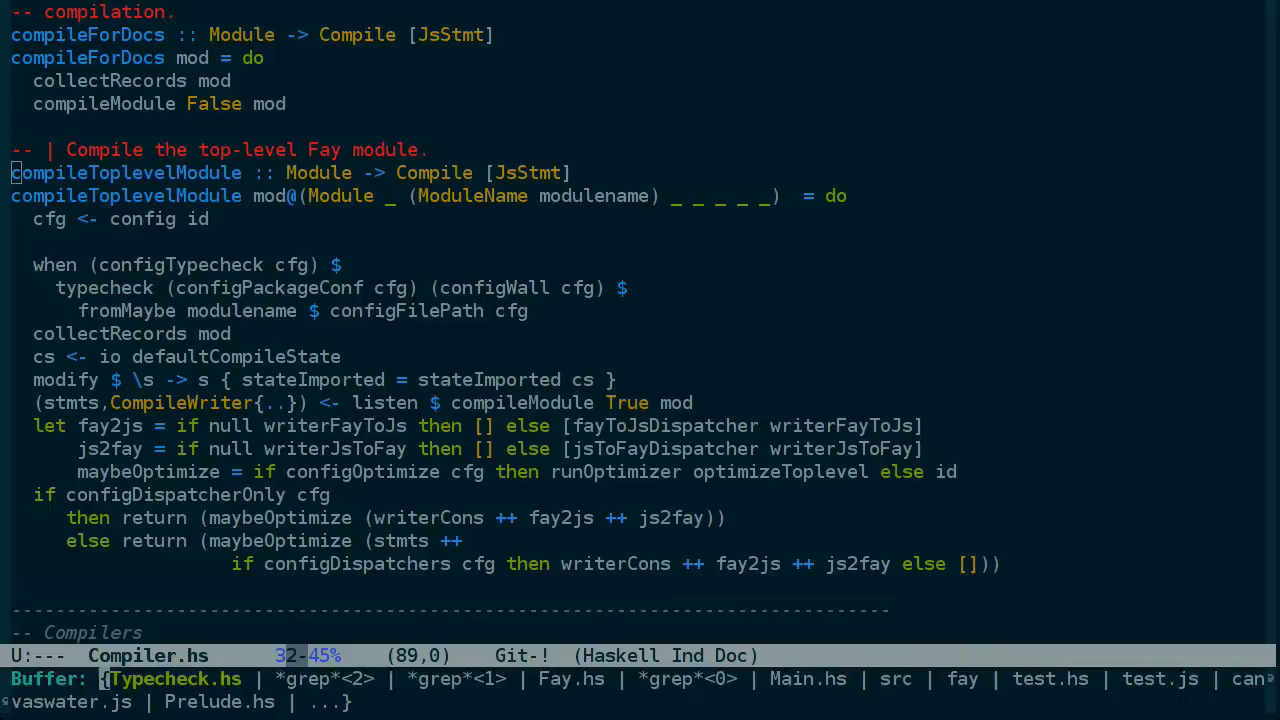 -- compilation.
compileForDocs :: Module -> Compile [JsStmt]
compileForDocs mod = do
  collectRecords mod
  compileModule False mod

-- | Compile the top-level Fay module.
compileToplevelModule :: Module -> Compile [JsStmt]
compileToplevelModule mod@(Module _ (ModuleName modulename) _ _ _ _ _)  = do
  cfg <- config id

  when (configTypecheck cfg) $
    typecheck (configPackageConf cfg) (configWall cfg) $
      fromMaybe modulename $ configFilePath cfg
  collectRecords mod
  cs <- io defaultCompileState
  modify $ \s -> s { stateImported = stateImported cs }
  (stmts,CompileWriter{..}) <- listen $ compileModule True mod
  let fay2js = if null writerFayToJs then [] else [fayToJsDispatcher writerFayToJs]
      js2fay = if null writerJsToFay then [] else [jsToFayDispatcher writerJsToFay]
      maybeOptimize = if configOptimize cfg then runOptimizer optimizeToplevel else id
  if configDispatcherOnly cfg
     then return (maybeOptimize (writerCons ++ fay2js ++ js2fay))
     else return (maybeOptimize (stmts ++
                    if configDispatchers cfg then writerCons ++ fay2js ++ js2fay else []))

--------------------------------------------------------------------------------
-- Compilers
U:---  Compiler.hs      32-45%    (89,0)    Git-!  (Haskell Ind Doc)
Buffer: {Typecheck.hs | *grep*<2> | *grep*<1> | Fay.hs | *grep*<0> | Main.hs | src | fay | test.hs | test.js | can
vaswater.js | Prelude.hs | ...}